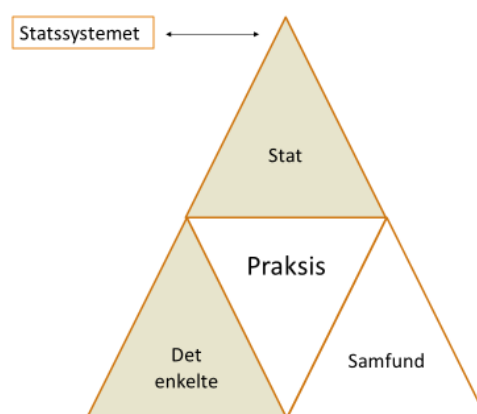 Statssystemet
Stat
Praksis
Det
enkelte
Samfund